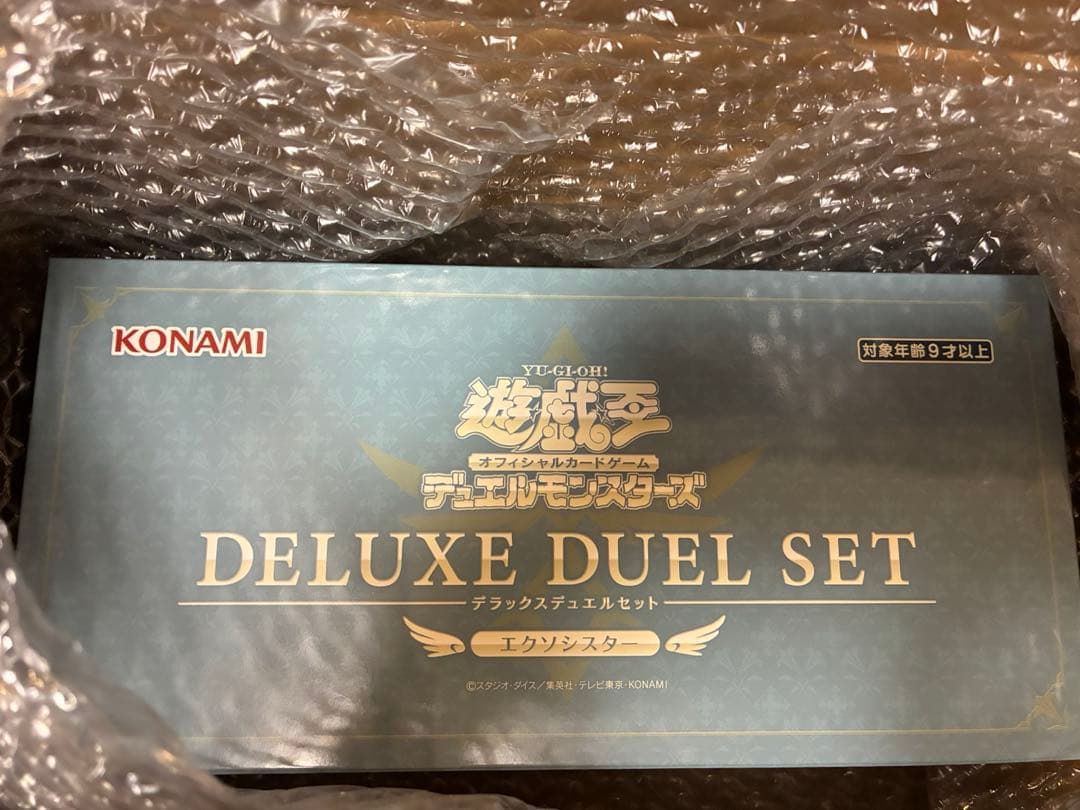 KONAMI
対象年齢9才以上
YU-GI-OH!
遊戯王
オフィシャルカードゲーム
デュエルモンスターズ
DELUXE DUEL SET
デラックスデュエルセット
エクソシスター
©スタジオ・ダイス/集英社・テレビ東京・KONAMI